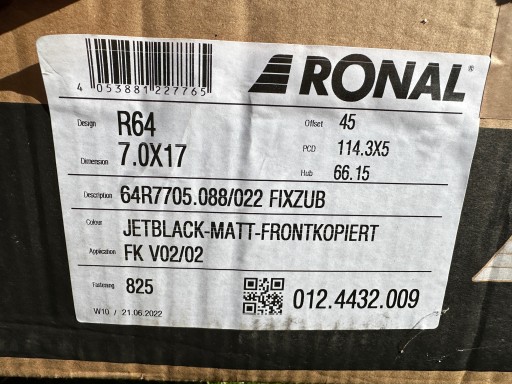 4 053881 227765
RONAL®
Design R64 Offset 45
Dimension 7.0X17 PCD 114.3X5
Hub 66.15
Description 64R7705.088/022 FIXZUB
Colour JETBLACK-MATT-FRONTKOPIERT
Application FK V02/02
Fastening 825 012.4432.009
W10 / 21.06.2022